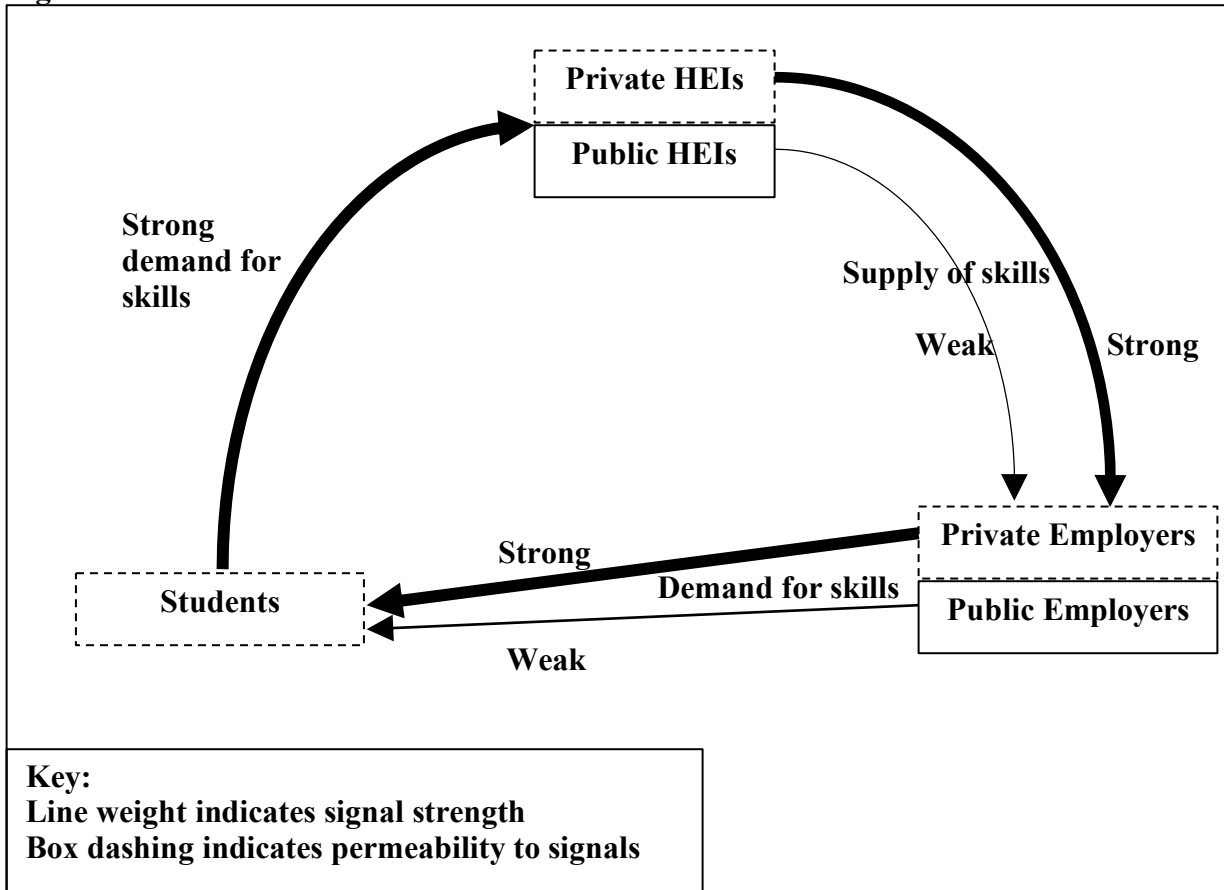 Private HEIs
Public HEIs
Strong
demand for
skills
Supply of skills
Weak
Strong
Private Employers
Strong
Demand for skills
Students
Public Employers
Weak
Key:
Line weight indicates signal strength
Box dashing indicates permeability to signals